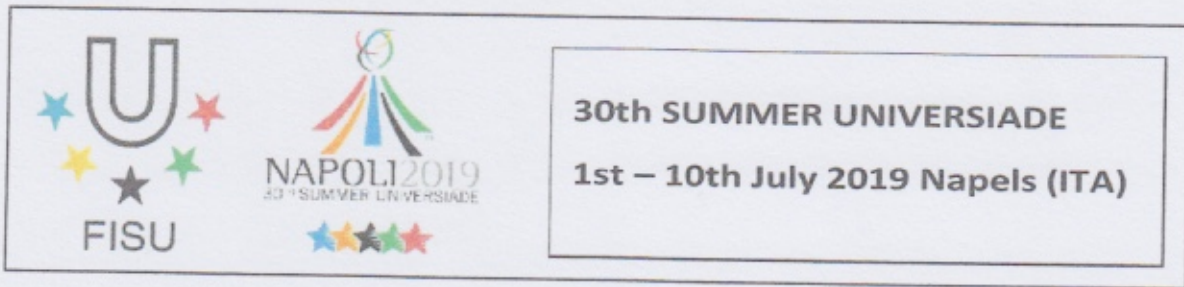 U
FISU
NAPOLI2019
30TH SUMMER UNIVERSIADE
30th SUMMER UNIVERSIADE
1st – 10th July 2019 Napels (ITA)